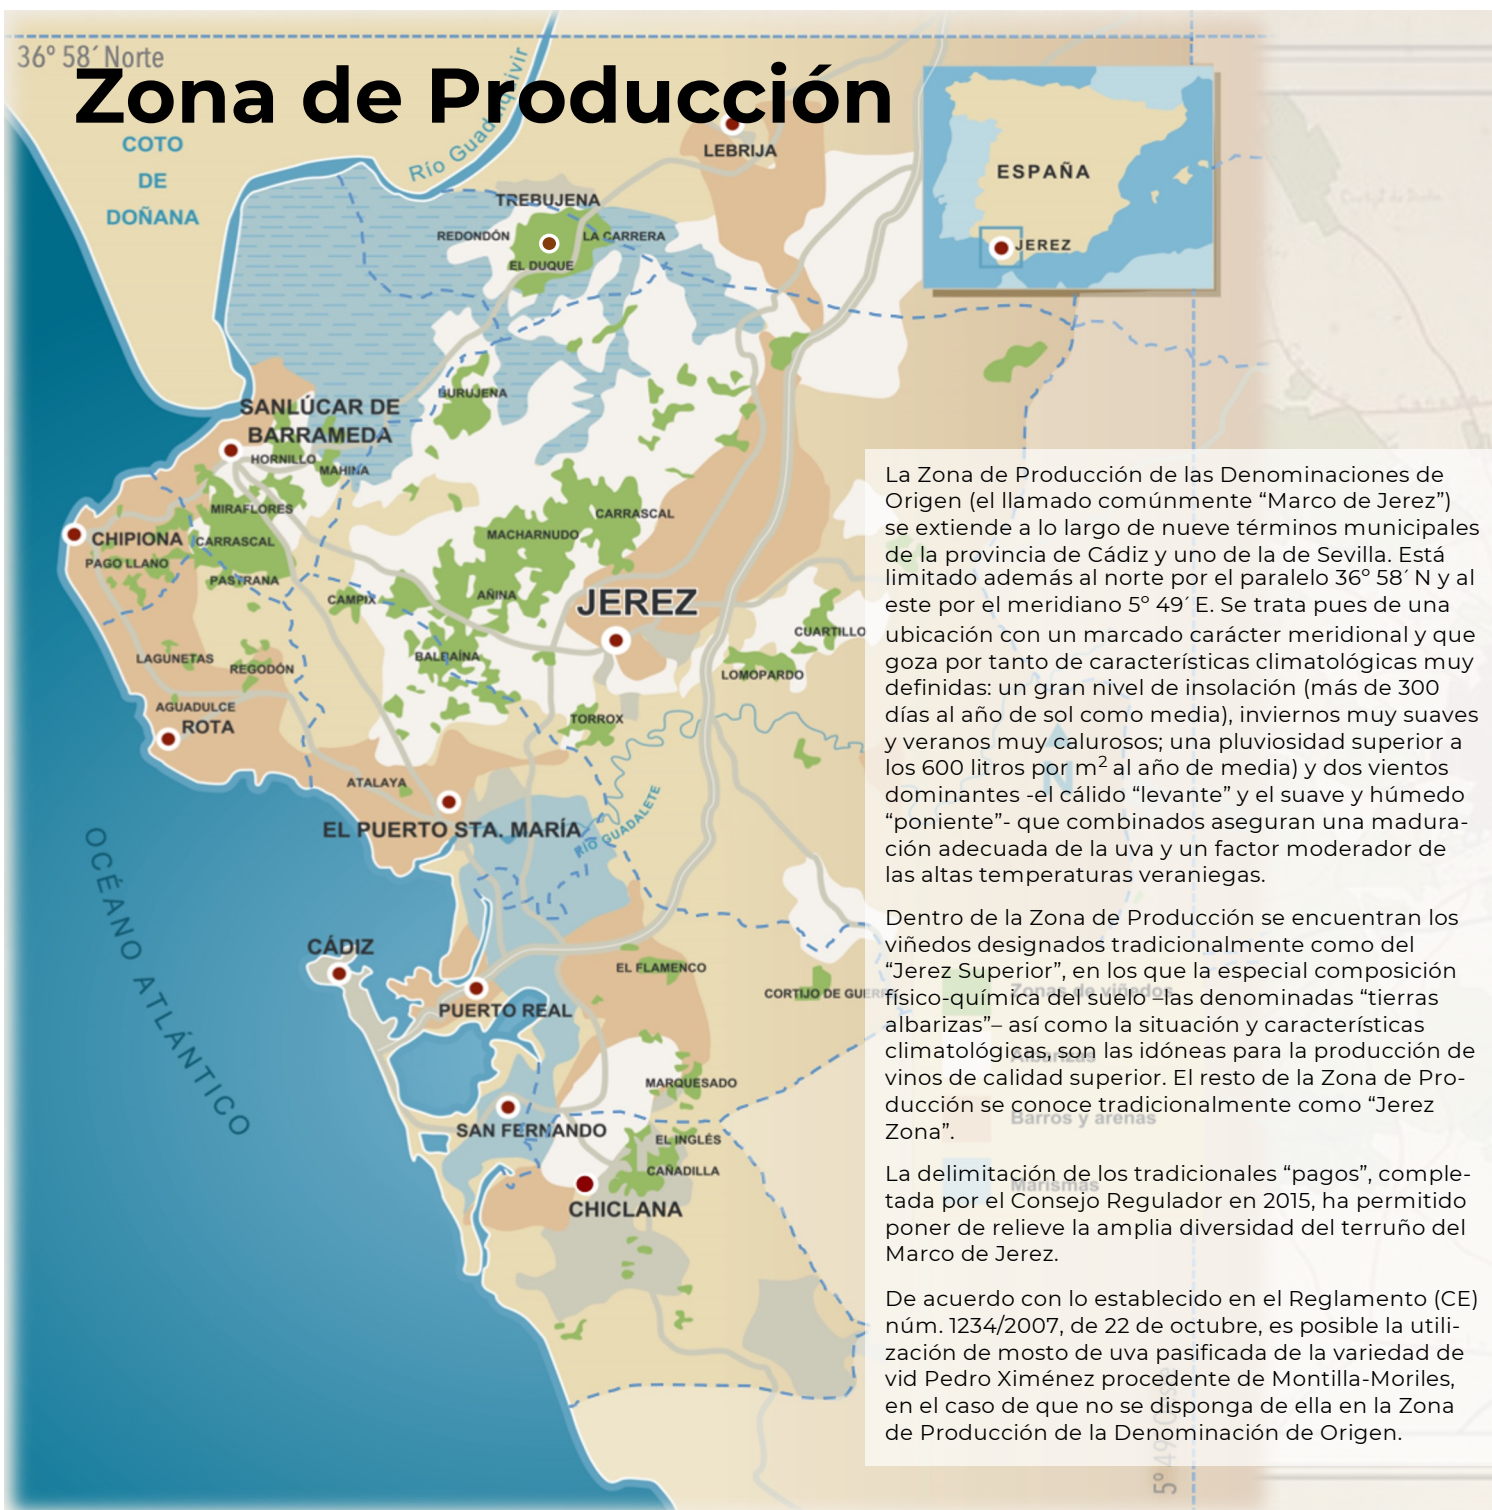 36º 58´ Norte
Zona de Producción
COTO
DE
DOÑANA
Río Guadalquivir
LEBRIJA
TREBUJENA
REDONDÓN
LA CARRERA
EL DUQUE
ESPAÑA
JEREZ
BURUJENA
SANLÚCAR DE
BARRAMEDA
HORNILLO
MAHINA
MIRAFLORES
CHIPIONA
CARRASCAL
PAGO LLANO
PASTRANA
CARRASCAL
MACHARNUDO
CAMPIX
AÑINA
JEREZ
CUARTILLO
BALBAÍNA
LOMOPARDO
LAGUNETAS
REGODÓN
AGUADULCE
ROTA
TORROX
ATALAYA
EL PUERTO STA. MARÍA
RÍO GUADALETE
OCÉANO ATLÁNTICO
CÁDIZ
EL FLAMENCO
PUERTO REAL
CORTIJO DE GUERR
MARQUESADO
SAN FERNANDO
EL INGLÉS
CAÑADILLA
CHICLANA
La Zona de Producción de las Denominaciones de
Origen (el llamado comúnmente “Marco de Jerez”)
se extiende a lo largo de nueve términos municipales
de la provincia de Cádiz y uno de la de Sevilla. Está
limitado además al norte por el paralelo 36º 58´ N y al
este por el meridiano 5º 49´ E. Se trata pues de una
ubicación con un marcado carácter meridional y que
goza por tanto de características climatológicas muy
definidas: un gran nivel de insolación (más de 300
días al año de sol como media), inviernos muy suaves
y veranos muy calurosos; una pluviosidad superior a
los 600 litros por m² al año de media) y dos vientos
dominantes -el cálido “levante” y el suave y húmedo
“poniente”- que combinados aseguran una madura-
ción adecuada de la uva y un factor moderador de
las altas temperaturas veraniegas.
Dentro de la Zona de Producción se encuentran los
viñedos designados tradicionalmente como del
“Jerez Superior”, en los que la especial composición
físico-química del suelo –las denominadas “tierras
albarizas”– así como la situación y características
climatológicas, son las idóneas para la producción de
vinos de calidad superior. El resto de la Zona de Pro-
ducción se conoce tradicionalmente como “Jerez
Zona”.
La delimitación de los tradicionales “pagos”, comple-
tada por el Consejo Regulador en 2015, ha permitido
poner de relieve la amplia diversidad del terruño del
Marco de Jerez.
De acuerdo con lo establecido en el Reglamento (CE)
núm. 1234/2007, de 22 de octubre, es posible la utili-
zación de mosto de uva pasificada de la variedad de
vid Pedro Ximénez procedente de Montilla-Moriles,
en el caso de que no se disponga de ella en la Zona
de Producción de la Denominación de Origen.
N
Zonas de viñedos
Albarizas
Barros y arenas
Marismas
5º 49´